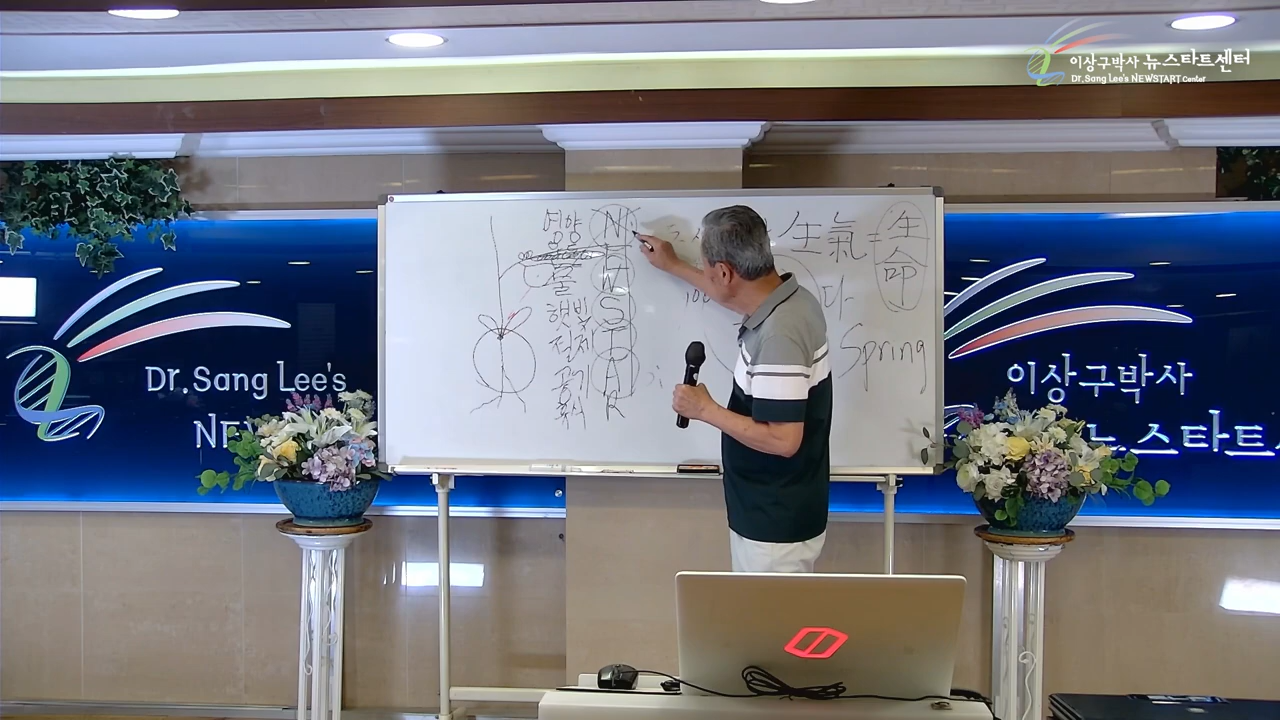 이상구박사 뉴스타트센터
Dr. Sang Lee's NEWSTART Center
영양 N
물 W
햇빛 S
절제 T
공기 A
R
生氣 = 生命
다
Spring
Dr.Sang Lee's
이상구박사
뉴스타트